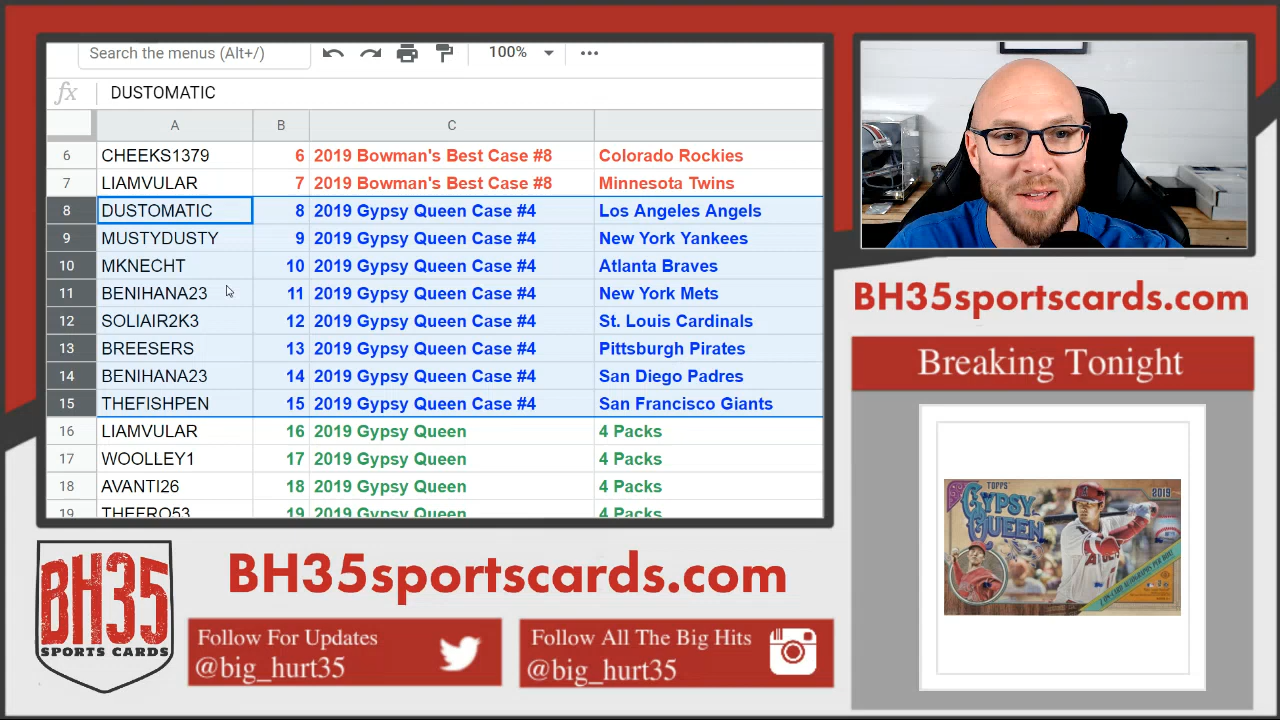 Search the menus (Alt+/)
100%
fx DUSTOMATIC
A B C
6 CHEEKS1379 6 2019 Bowman's Best Case #8 Colorado Rockies
7 LIAMVULAR 7 2019 Bowman's Best Case #8 Minnesota Twins
8 DUSTOMATIC 8 2019 Gypsy Queen Case #4 Los Angeles Angels
9 MUSTYDUSTY 9 2019 Gypsy Queen Case #4 New York Yankees
10 MKNECHT 10 2019 Gypsy Queen Case #4 Atlanta Braves
11 BENIHANA23 11 2019 Gypsy Queen Case #4 New York Mets
12 SOLIAIR2K3 12 2019 Gypsy Queen Case #4 St. Louis Cardinals
13 BREESERS 13 2019 Gypsy Queen Case #4 Pittsburgh Pirates
14 BENIHANA23 14 2019 Gypsy Queen Case #4 San Diego Padres
15 THEFISHPEN 15 2019 Gypsy Queen Case #4 San Francisco Giants
16 LIAMVULAR 16 2019 Gypsy Queen 4 Packs
17 WOOLLEY1 17 2019 Gypsy Queen 4 Packs
18 AVANTI26 18 2019 Gypsy Queen 4 Packs
19 19 2019 Gypsy Queen 4 Packs
BH35sportscards.com
Breaking Tonight
TOPPS
GYPSY
QUEEN
2019
BH35
SPORTS CARDS
BH35sportscards.com
Follow For Updates
@big_hurt35
Follow All The Big Hits
@big_hurt35